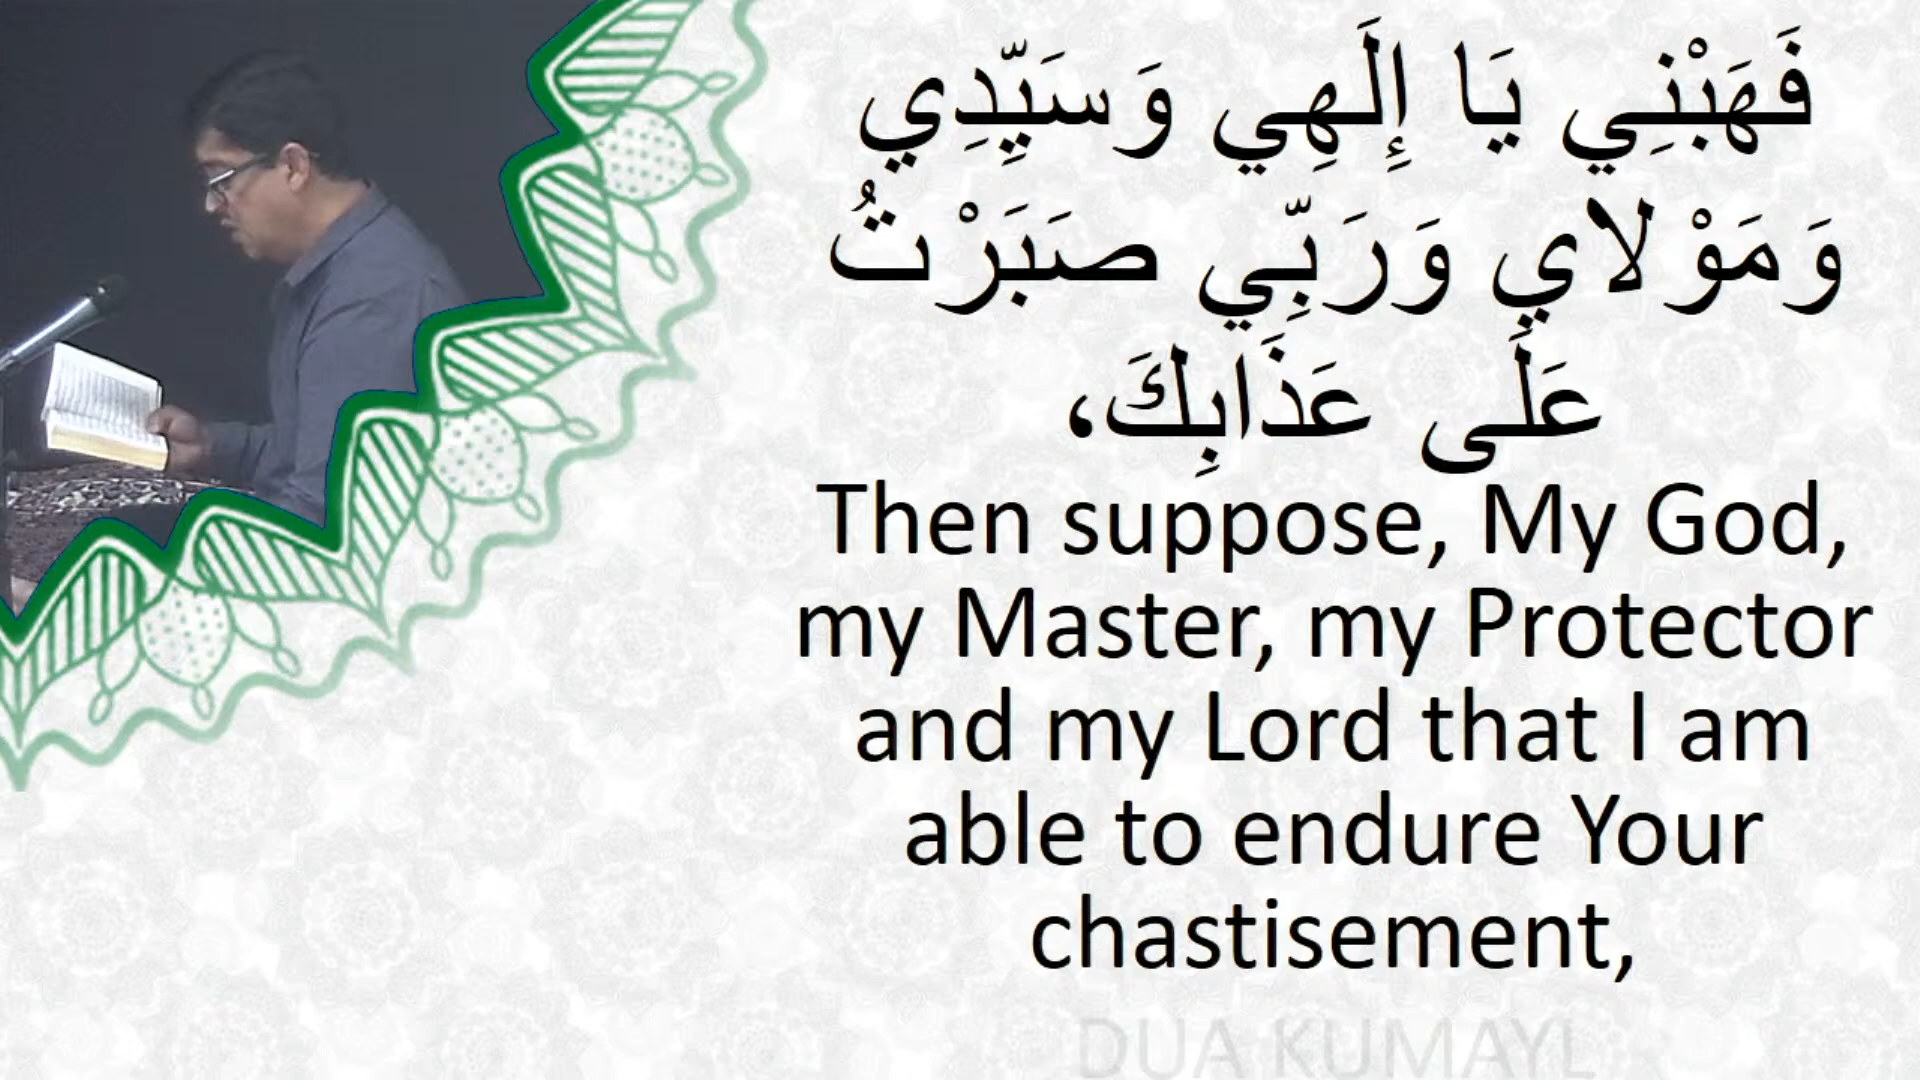 فَهَبْنِي يَا إِلَهِي وَسَيِّدِي
وَمَوْلايِ وَرَبِّي صَبَرْتُ
عَلَى عَذَابِكَ،
Then suppose, My God,
my Master, my Protector
and my Lord that I am
able to endure Your
chastisement,
DUA KUMAYL